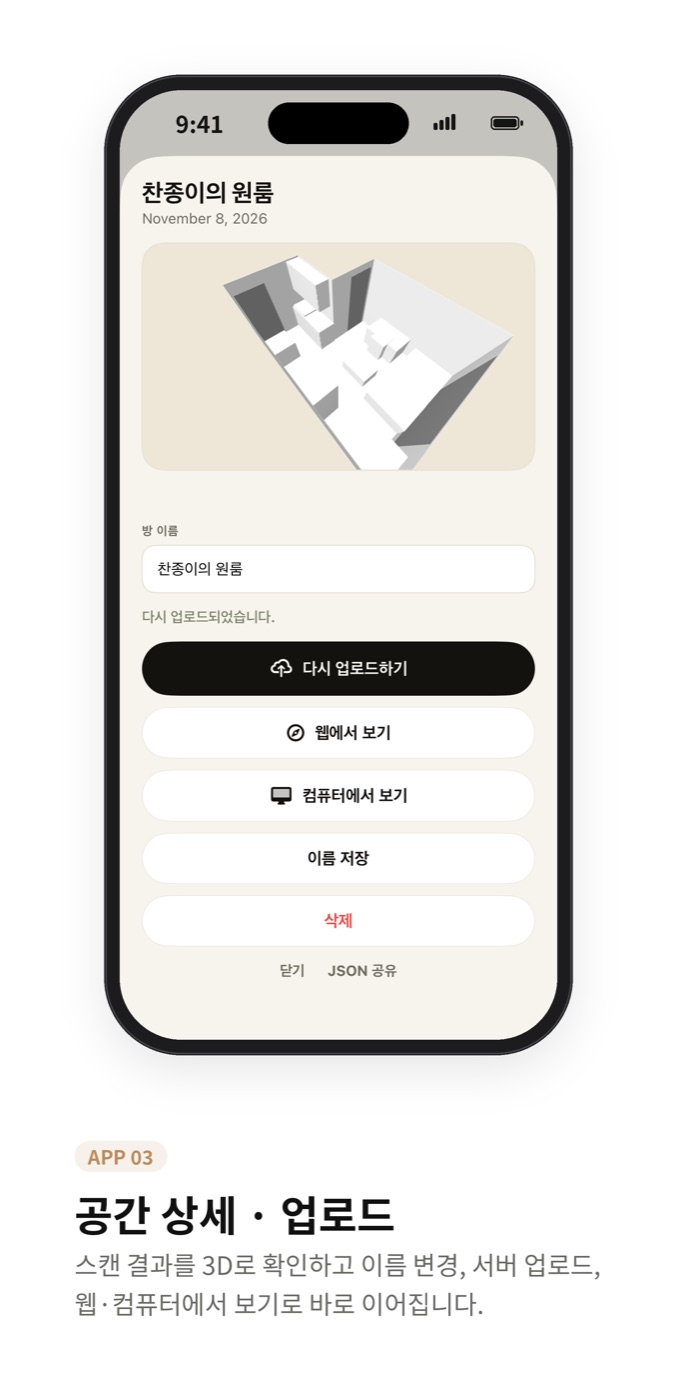 9:41
찬종이의 원룸
November 8, 2026
방 이름
찬종이의 원룸
다시 업로드되었습니다.
다시 업로드하기
웹에서 보기
컴퓨터에서 보기
이름 저장
삭제
닫기 JSON 공유
APP 03
공간 상세 · 업로드
스캔 결과를 3D로 확인하고 이름 변경, 서버 업로드,
웹·컴퓨터에서 보기로 바로 이어집니다.